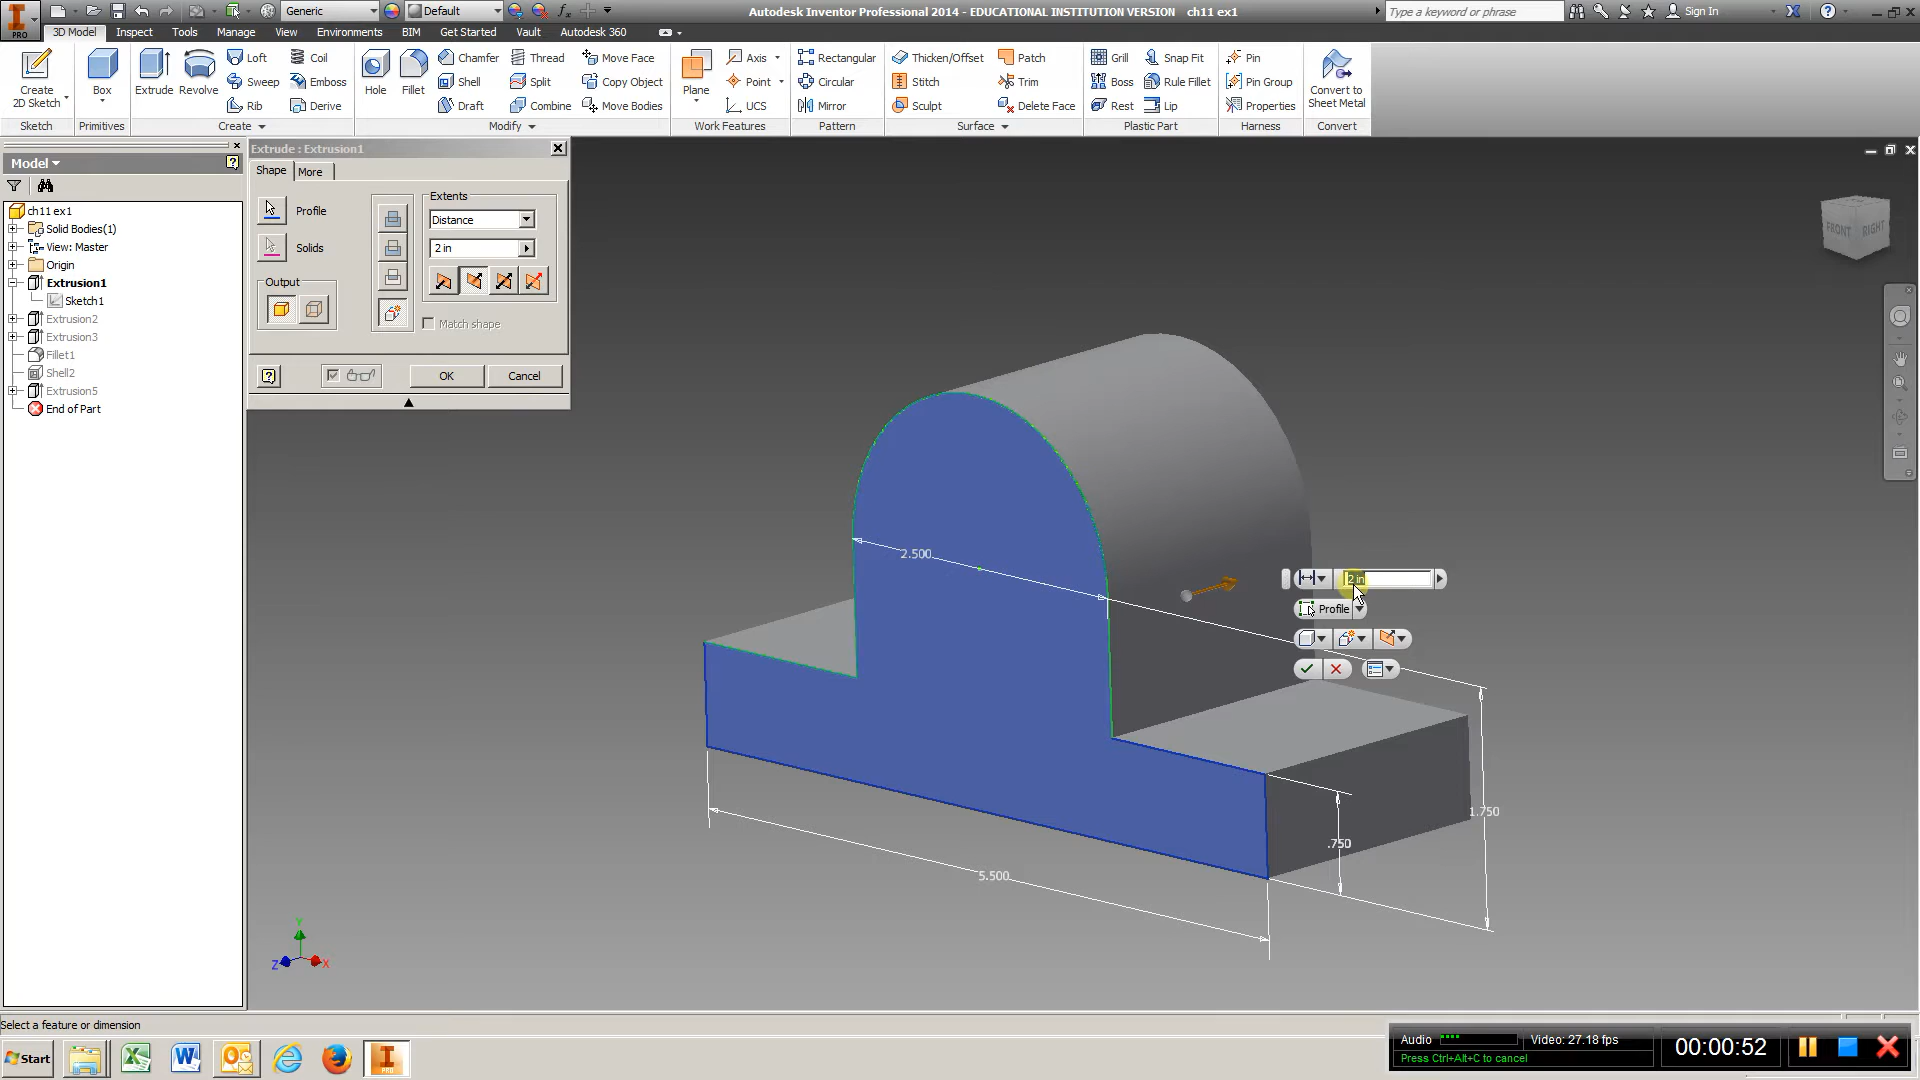 Generic
Default
Autodesk Inventor Professional 2014 - EDUCATIONAL INSTITUTION VERSION ch11 ex1
Type a keyword or phrase
Sign In
PRO
3D Model Inspect Tools Manage View Environments BIM Get Started Vault Autodesk 360
Create
2D Sketch
Box
Extrude
Revolve
Loft
Sweep
Rib
Coil
Emboss
Derive
Hole
Fillet
Chamfer
Shell
Draft
Thread
Split
Combine
Move Face
Copy Object
Move Bodies
Plane
Axis
Point
UCS
Rectangular
Circular
Mirror
Thicken/Offset
Stitch
Sculpt
Patch
Trim
Delete Face
Grill
Boss
Rest
Snap Fit
Rule Fillet
Lip
Pin
Pin Group
Properties
Convert to
Sheet Metal
Sketch Primitives Create Modify Work Features Pattern Surface Plastic Part Harness Convert
Model
ch11 ex1
Solid Bodies(1)
View: Master
Origin
Extrusion1
Sketch1
Extrusion2
Extrusion3
Fillet1
Shell2
Extrusion5
End of Part
Extrude : Extrusion1
Shape More
Profile
Solids
Output
Extents
Distance
2 in
Match shape
OK
Cancel
FRONT RIGHT
2.500
2 in
Profile
1.750
.750
5.500
Y
Z
X
Select a feature or dimension
Start
Audio
Video: 27.18 fps
Press Ctrl+Alt+C to cancel
00:00:52